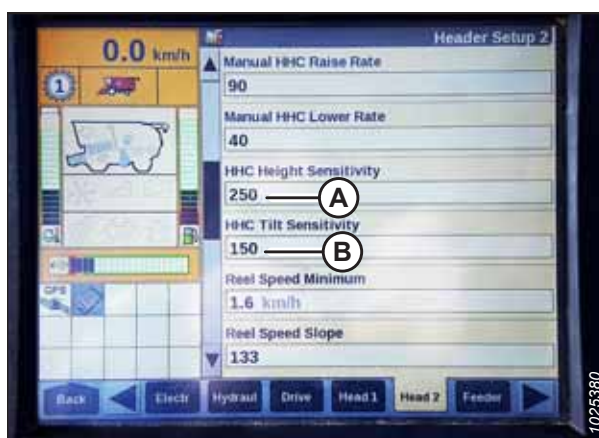 0.0 km/h
Header Setup 2
1
Manual HHC Raise Rate
90
Manual HHC Lower Rate
40
HHC Height Sensitivity
250
A
HHC Tilt Sensitivity
150
B
Reel Speed Minimum
1.6 km/h
GPS
Reel Speed Slope
133
Back
Electr
Hydraul
Drive
Head 1
Head 2
Feeder
1025380